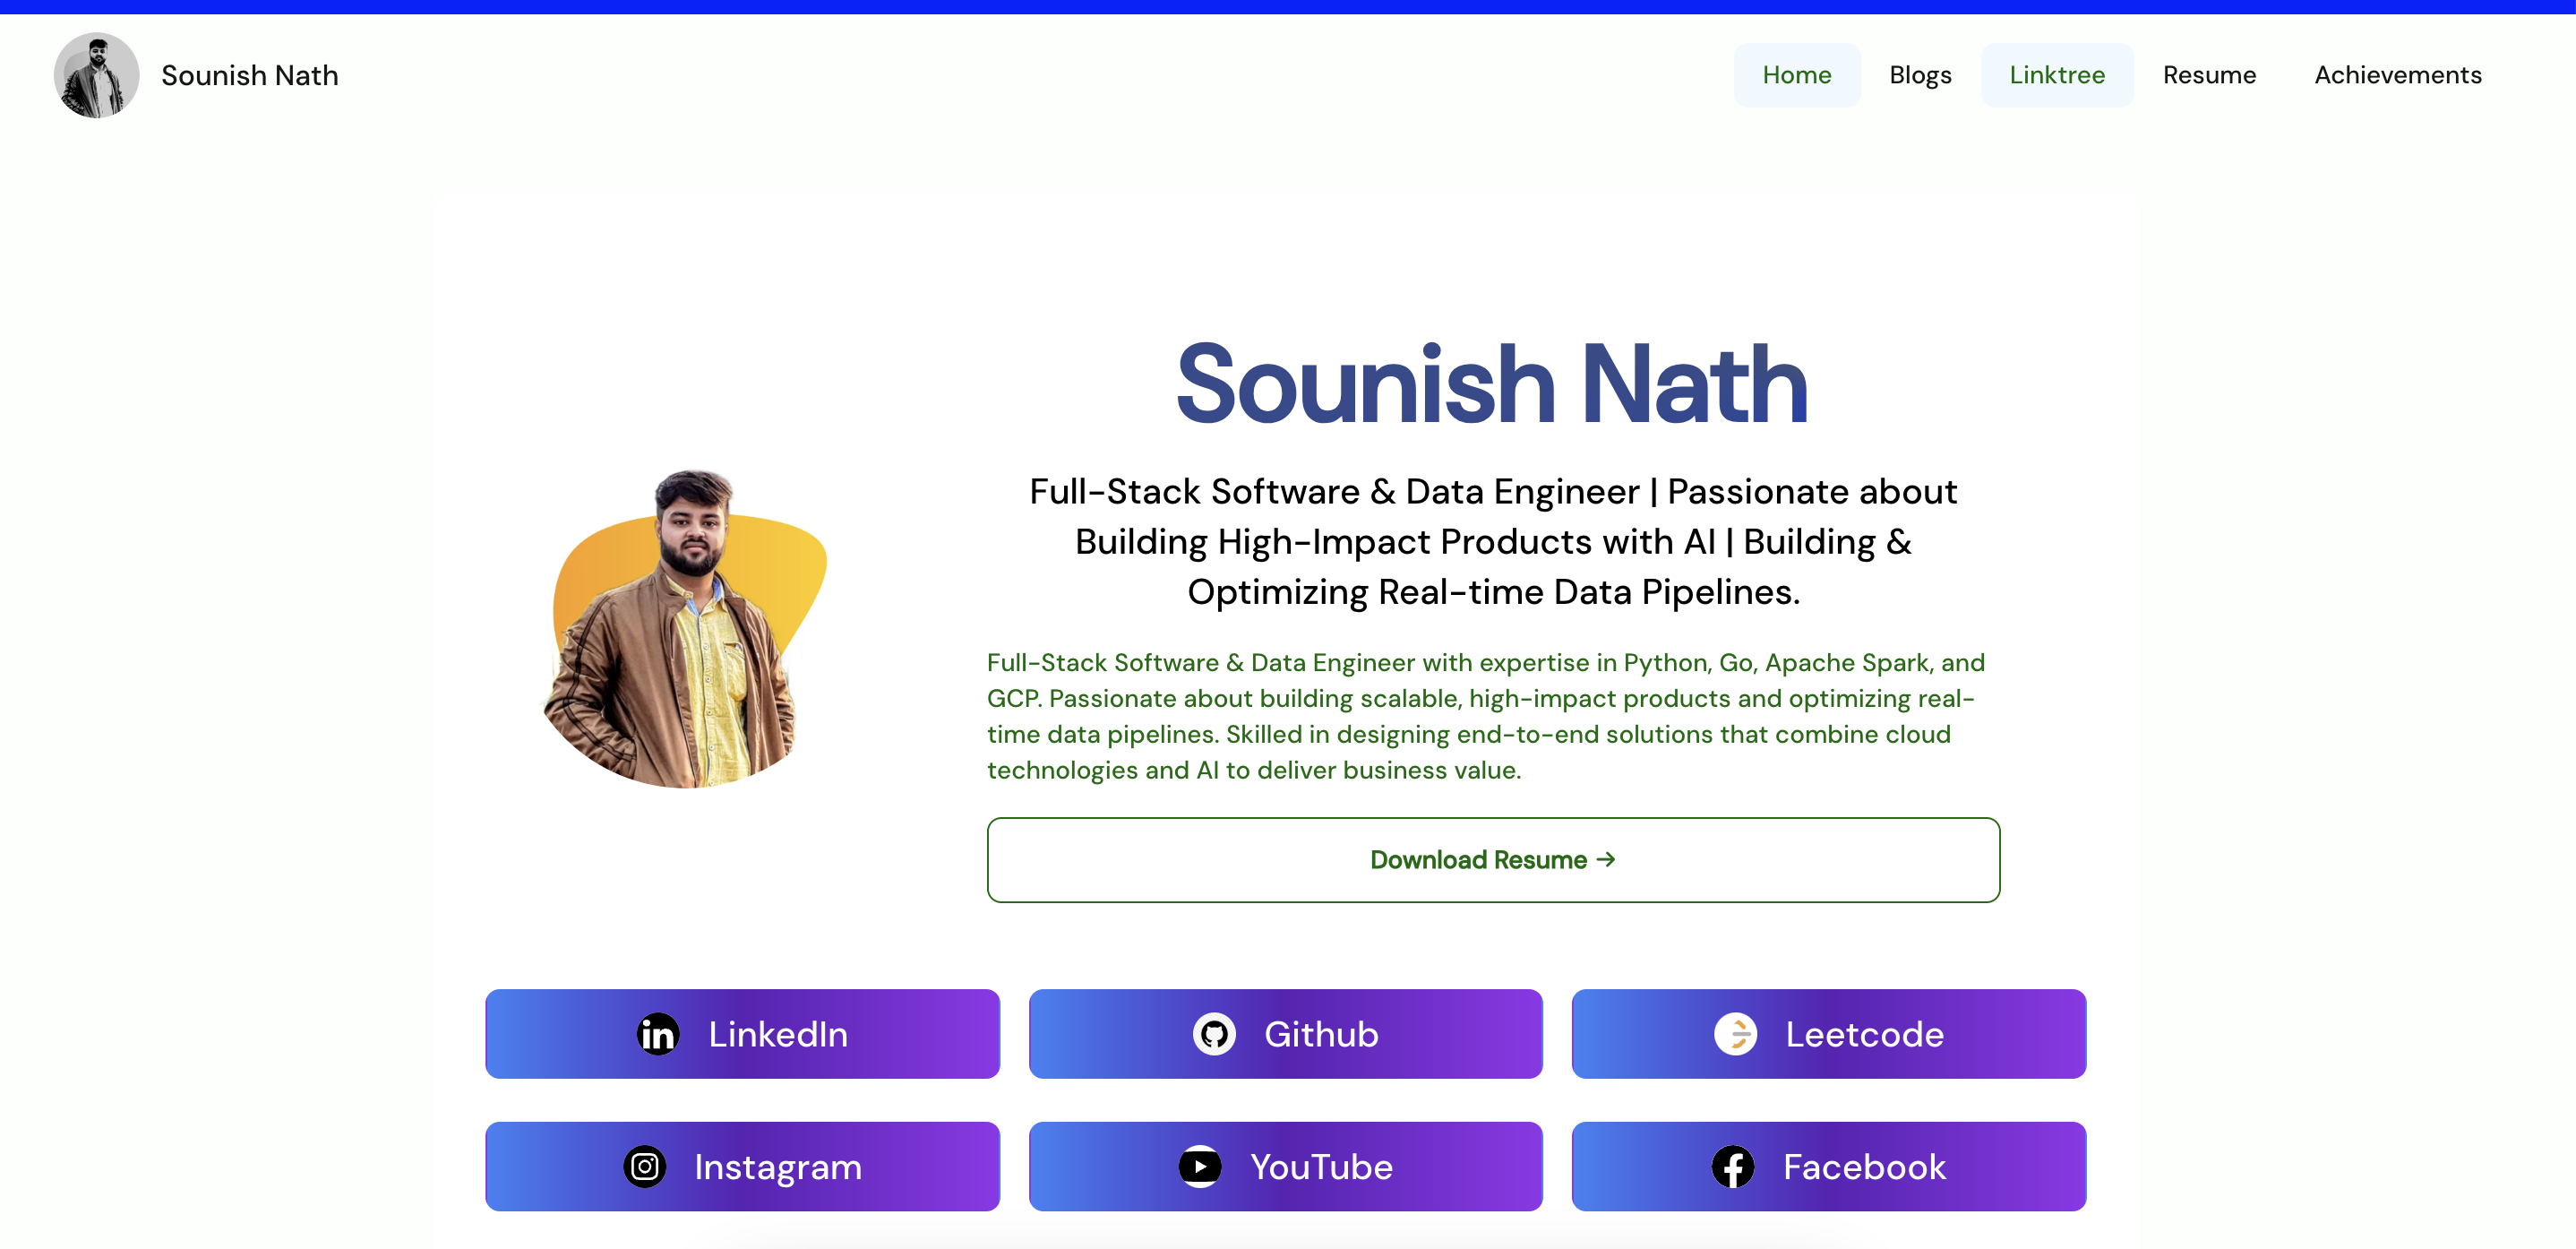 Sounish Nath
Home
Blogs
Linktree
Resume
Achievements
Sounish Nath
Full-Stack Software & Data Engineer | Passionate about
Building High-Impact Products with AI | Building &
Optimizing Real-time Data Pipelines.
Full-Stack Software & Data Engineer with expertise in Python, Go, Apache Spark, and
GCP. Passionate about building scalable, high-impact products and optimizing real-
time data pipelines. Skilled in designing end-to-end solutions that combine cloud
technologies and AI to deliver business value.
Download Resume →
in LinkedIn
Github
Leetcode
Instagram
YouTube
Facebook